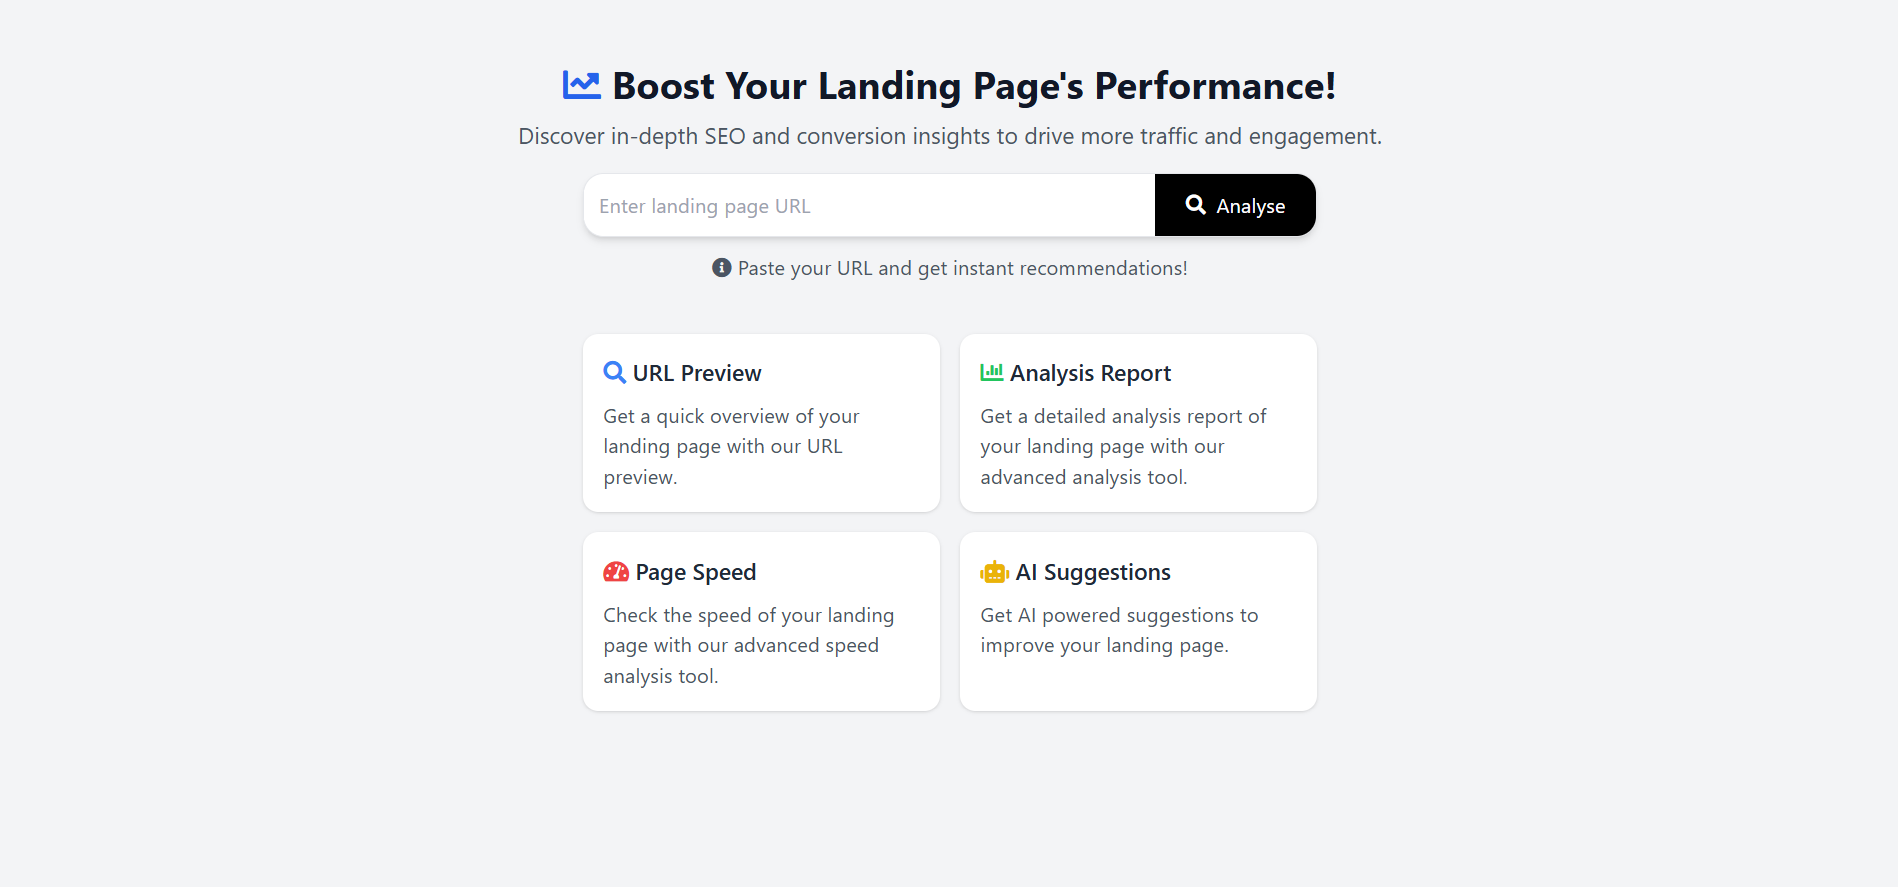 Boost Your Landing Page's Performance!
Discover in-depth SEO and conversion insights to drive more traffic and engagement.
Enter landing page URL
Analyse
Paste your URL and get instant recommendations!
URL Preview
Get a quick overview of your
landing page with our URL
preview.
Analysis Report
Get a detailed analysis report of
your landing page with our
advanced analysis tool.
Page Speed
Check the speed of your landing
page with our advanced speed
analysis tool.
AI Suggestions
Get AI powered suggestions to
improve your landing page.